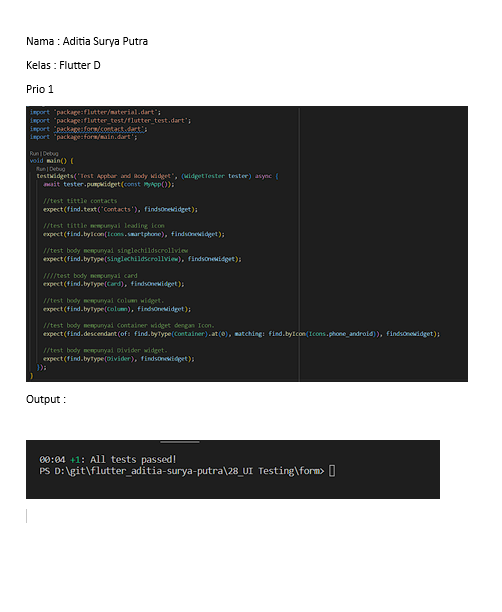 Nama : Aditia Surya Putra
Kelas : Flutter D
Prio 1
import 'package:flutter/material.dart';
import 'package:flutter_test/flutter_test.dart';
import 'package:form/contact.dart';
import 'package:form/main.dart';
Run | Debug
void main() {
Run | Debug
testWidgets('Test Appbar and Body Widget', (WidgetTester tester) async {
await tester.pumpWidget(const MyApp());
//test tittle contacts
expect(find.text('Contacts'), findsOneWidget);
//test tittle mempunyai leading icon
expect(find.byIcon(Icons.smartphone), findsOneWidget);
//test body mempunyai singlechildscrollview
expect(find.byType(SingleChildScrollView), findsOneWidget);
////test body mempunyai card
expect(find.byType(Card), findsOneWidget);
//test body mempunyai Column widget.
expect(find.byType(Column), findsOneWidget);
//test body mempunyai Container widget dengan Icon.
expect(find.descendant(of: find.byType(Container).at(0), matching: find.byIcon(Icons.phone_android)), findsOneWidget);
//test body mempunyai Divider widget.
expect(find.byType(Divider), findsOneWidget);
});
}
Output :
00:04 +1: All tests passed!
PS D:\git\flutter_aditia-surya-putra\28_UI Testing\form>